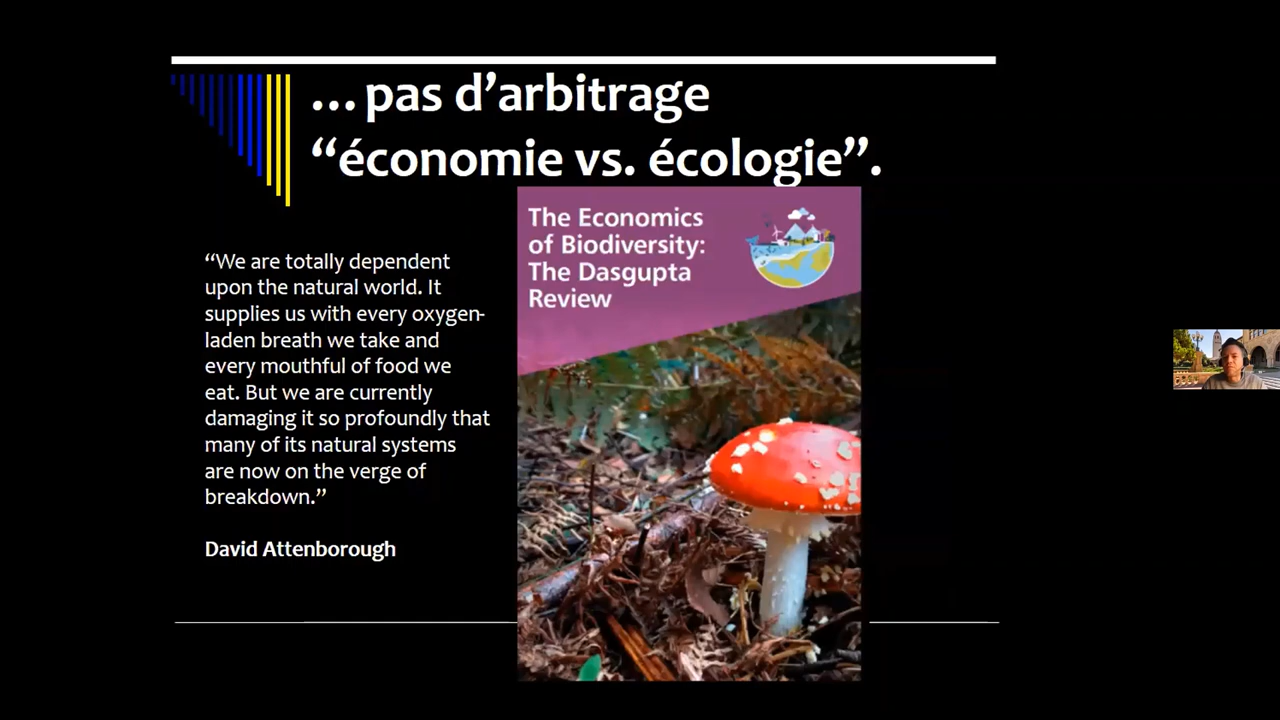 …pas d’arbitrage
“économie vs. écologie”.
“We are totally dependent
upon the natural world. It
supplies us with every oxygen-
laden breath we take and
every mouthful of food we
eat. But we are currently
damaging it so profoundly that
many of its natural systems
are now on the verge of
breakdown.”
David Attenborough
The Economics
of Biodiversity:
The Dasgupta
Review